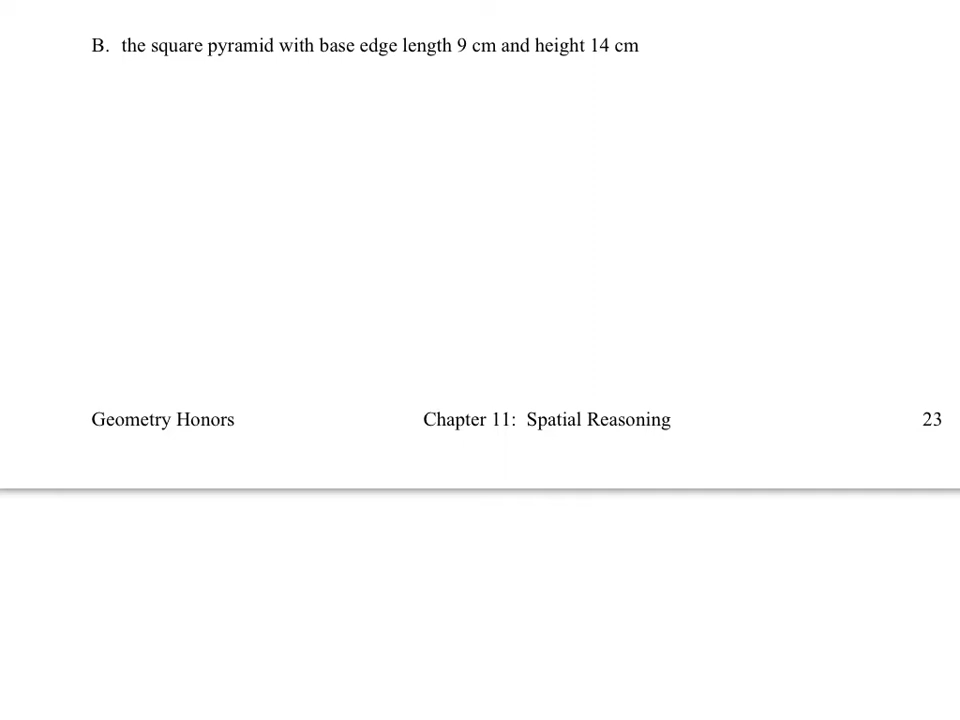 B. the square pyramid with base edge length 9 cm and height 14 cm
Geometry Honors Chapter 11: Spatial Reasoning 23